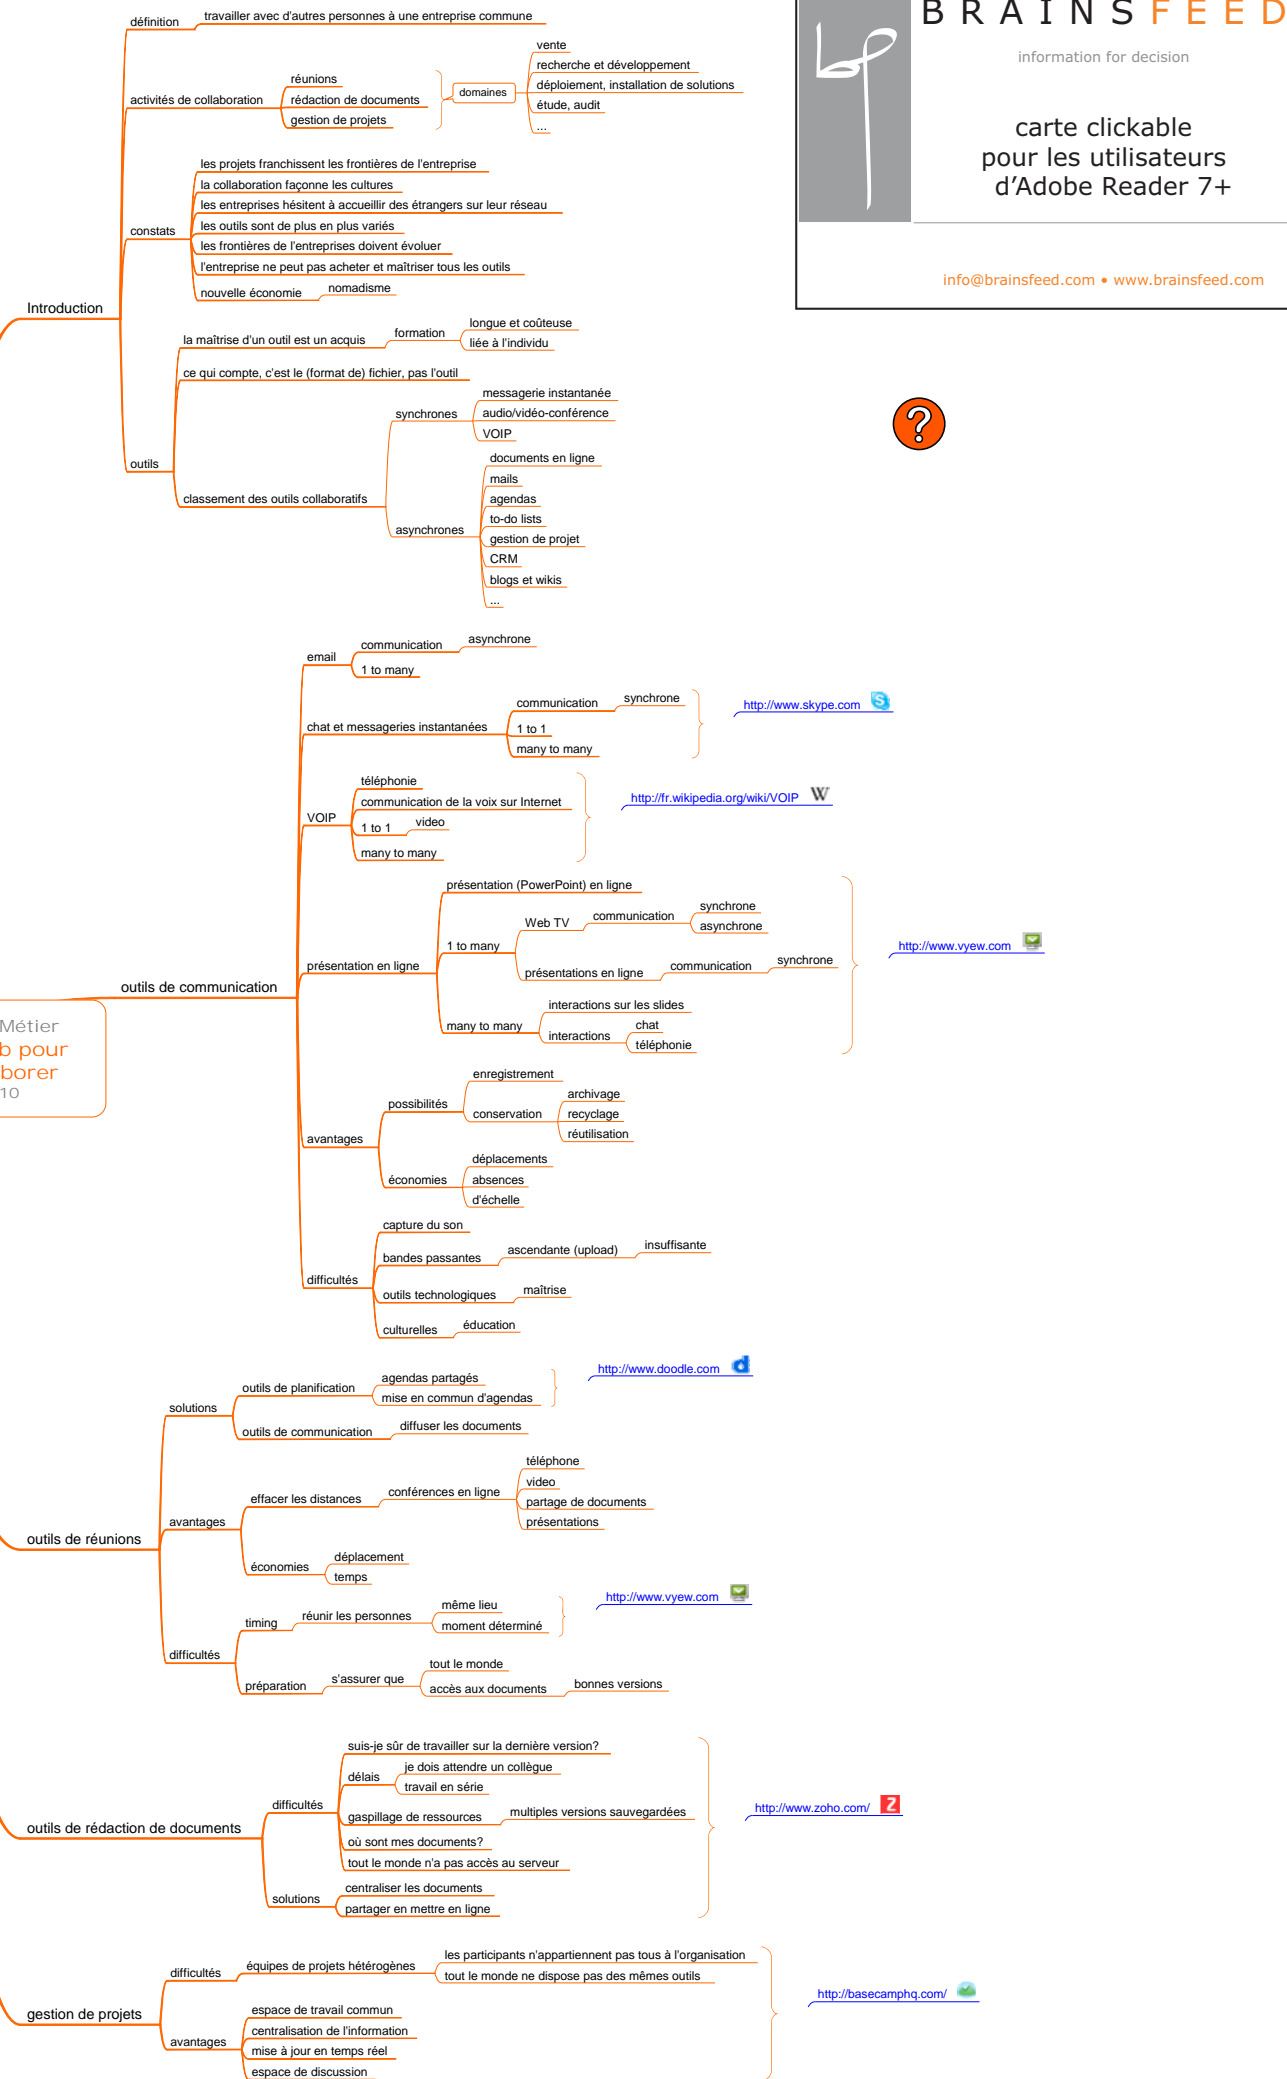 BRAINSFEED
information for decision
carte clickable
pour les utilisateurs
d'Adobe Reader 7+
info@brainsfeed.com • www.brainsfeed.com
Introduction
définition
travailler avec d'autres personnes à une entreprise commune
activités de collaboration
réunions
rédaction de documents
gestion de projets
domaines
vente
recherche et développement
déploiement, installation de solutions
étude, audit
...
constats
les projets franchissent les frontières de l'entreprise
la collaboration façonne les cultures
les entreprises hésitent à accueillir des étrangers sur leur réseau
les outils sont de plus en plus variés
les frontières de l'entreprises doivent évoluer
l'entreprise ne peut pas acheter et maîtriser tous les outils
nouvelle économie
nomadisme
outils
la maîtrise d'un outil est un acquis
formation
longue et coûteuse
liée à l'individu
ce qui compte, c'est le (format de) fichier, pas l'outil
classement des outils collaboratifs
synchrones
messagerie instantanée
audio/vidéo-conférence
VOIP
asynchrones
documents en ligne
mails
agendas
to-do lists
gestion de projet
CRM
blogs et wikis
...
?
Métier
b pour
borer
10
outils de communication
email
communication
asynchrone
1 to many
chat et messageries instantanées
communication
synchrone
1 to 1
many to many
http://www.skype.com
VOIP
téléphonie
communication de la voix sur Internet
1 to 1
video
many to many
http://fr.wikipedia.org/wiki/VOIP
W
présentation en ligne
présentation (PowerPoint) en ligne
1 to many
Web TV
communication
synchrone
asynchrone
présentations en ligne
communication
synchrone
many to many
interactions sur les slides
interactions
chat
téléphonie
http://www.vyew.com
avantages
possibilités
enregistrement
conservation
archivage
recyclage
réutilisation
économies
déplacements
absences
d'échelle
difficultés
capture du son
bandes passantes
ascendante (upload)
insuffisante
outils technologiques
maîtrise
culturelles
éducation
outils de réunions
solutions
outils de planification
agendas partagés
mise en commun d'agendas
http://www.doodle.com
outils de communication
diffuser les documents
avantages
effacer les distances
conférences en ligne
téléphone
video
partage de documents
présentations
économies
déplacement
temps
difficultés
timing
réunir les personnes
même lieu
moment déterminé
http://www.vyew.com
préparation
s'assurer que
tout le monde
accès aux documents
bonnes versions
outils de rédaction de documents
difficultés
suis-je sûr de travailler sur la dernière version?
délais
je dois attendre un collègue
travail en série
gaspillage de ressources
multiples versions sauvegardées
où sont mes documents?
tout le monde n'a pas accès au serveur
solutions
centraliser les documents
partager en mettre en ligne
http://www.zoho.com/
Z
gestion de projets
difficultés
équipes de projets hétérogènes
les participants n'appartiennent pas tous à l'organisation
tout le monde ne dispose pas des mêmes outils
avantages
espace de travail commun
centralisation de l'information
mise à jour en temps réel
espace de discussion
http://basecamphq.com/